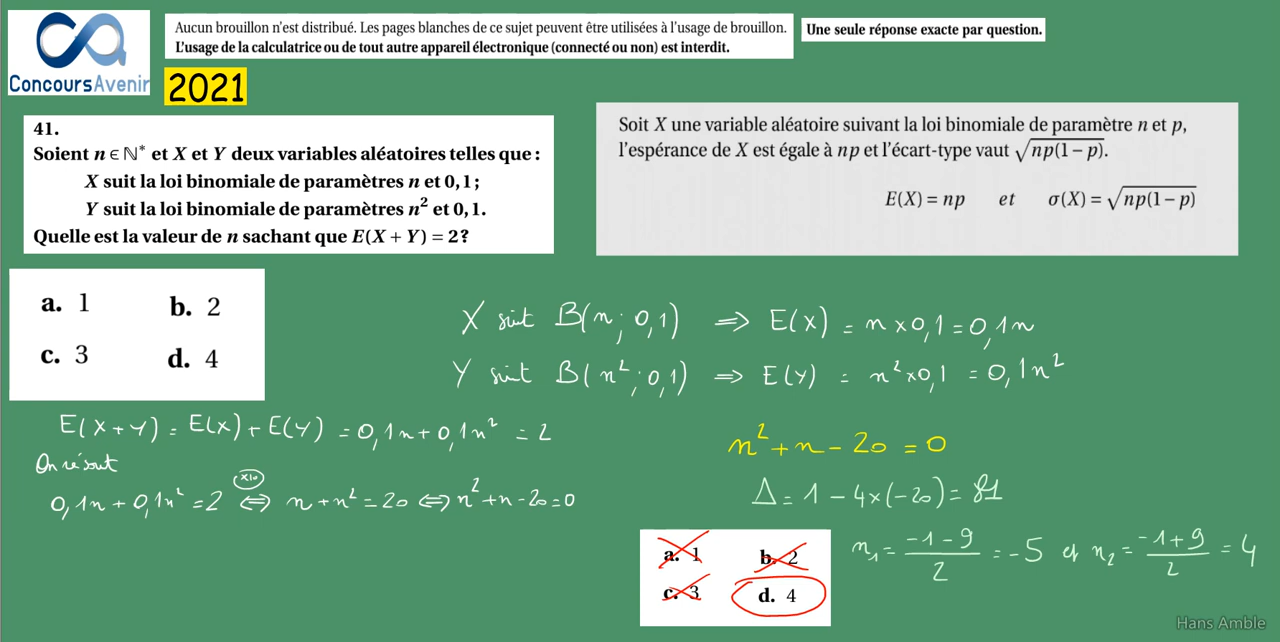 Aucun brouillon n'est distribué. Les pages blanches de ce sujet peuvent être utilisées à l'usage de brouillon.
L'usage de la calculatrice ou de tout autre appareil électronique (connecté ou non) est interdit.
Une seule réponse exacte par question.
ConcoursAvenir
2021
41.
Soient n ∈ ℕ* et X et Y deux variables aléatoires telles que :
X suit la loi binomiale de paramètres n et 0,1 ;
Y suit la loi binomiale de paramètres n² et 0,1.
Quelle est la valeur de n sachant que E(X + Y) = 2 ?
Soit X une variable aléatoire suivant la loi binomiale de paramètre n et p,
l'espérance de X est égale à np et l'écart-type vaut √(np(1 − p)).
E(X) = np et σ(X) = √(np(1 − p))
a. 1 b. 2
c. 3 d. 4
X suit B(n; 0,1) ⇒ E(X) = n × 0,1 = 0,1n
Y suit B(n²; 0,1) ⇒ E(Y) = n² × 0,1 = 0,1n²
E(X+Y) = E(X) + E(Y) = 0,1n + 0,1n² = 2
On résout
0,1n + 0,1n² = 2 ⇔ n + n² = 20 ⇔ n² + n - 20 = 0
×10
n² + n - 20 = 0
Δ = 1 - 4×(-20) = 81
n₁ = (-1 - 9)/2 = -5 et n₂ = (-1 + 9)/2 = 4
a. 1 b. 2
c. 3 d. 4
Hans Amble